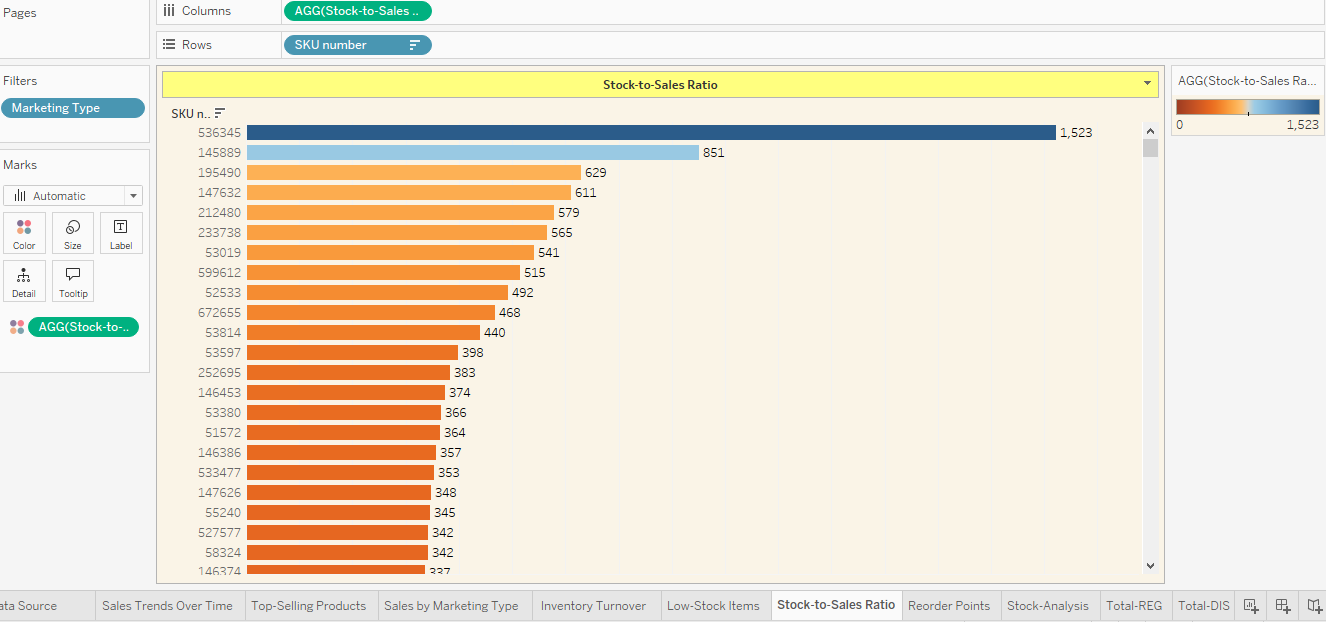 Pages
Columns
AGG(Stock-to-Sales ..
Rows
SKU number
Filters
Marketing Type
Marks
Automatic
Color Size Label
Detail Tooltip
AGG(Stock-to-..
Stock-to-Sales Ratio
SKU n..
536345 1,523
145889 851
195490 629
147632 611
212480 579
233738 565
53019 541
599612 515
52533 492
672655 468
53814 440
53597 398
252695 383
146453 374
53380 366
51572 364
146386 357
533477 353
147626 348
55240 345
527577 342
58324 342
146374 337
AGG(Stock-to-Sales Ra...
0 1,523
ata Source Sales Trends Over Time Top-Selling Products Sales by Marketing Type Inventory Turnover Low-Stock Items Stock-to-Sales Ratio Reorder Points Stock-Analysis Total-REG Total-DIS